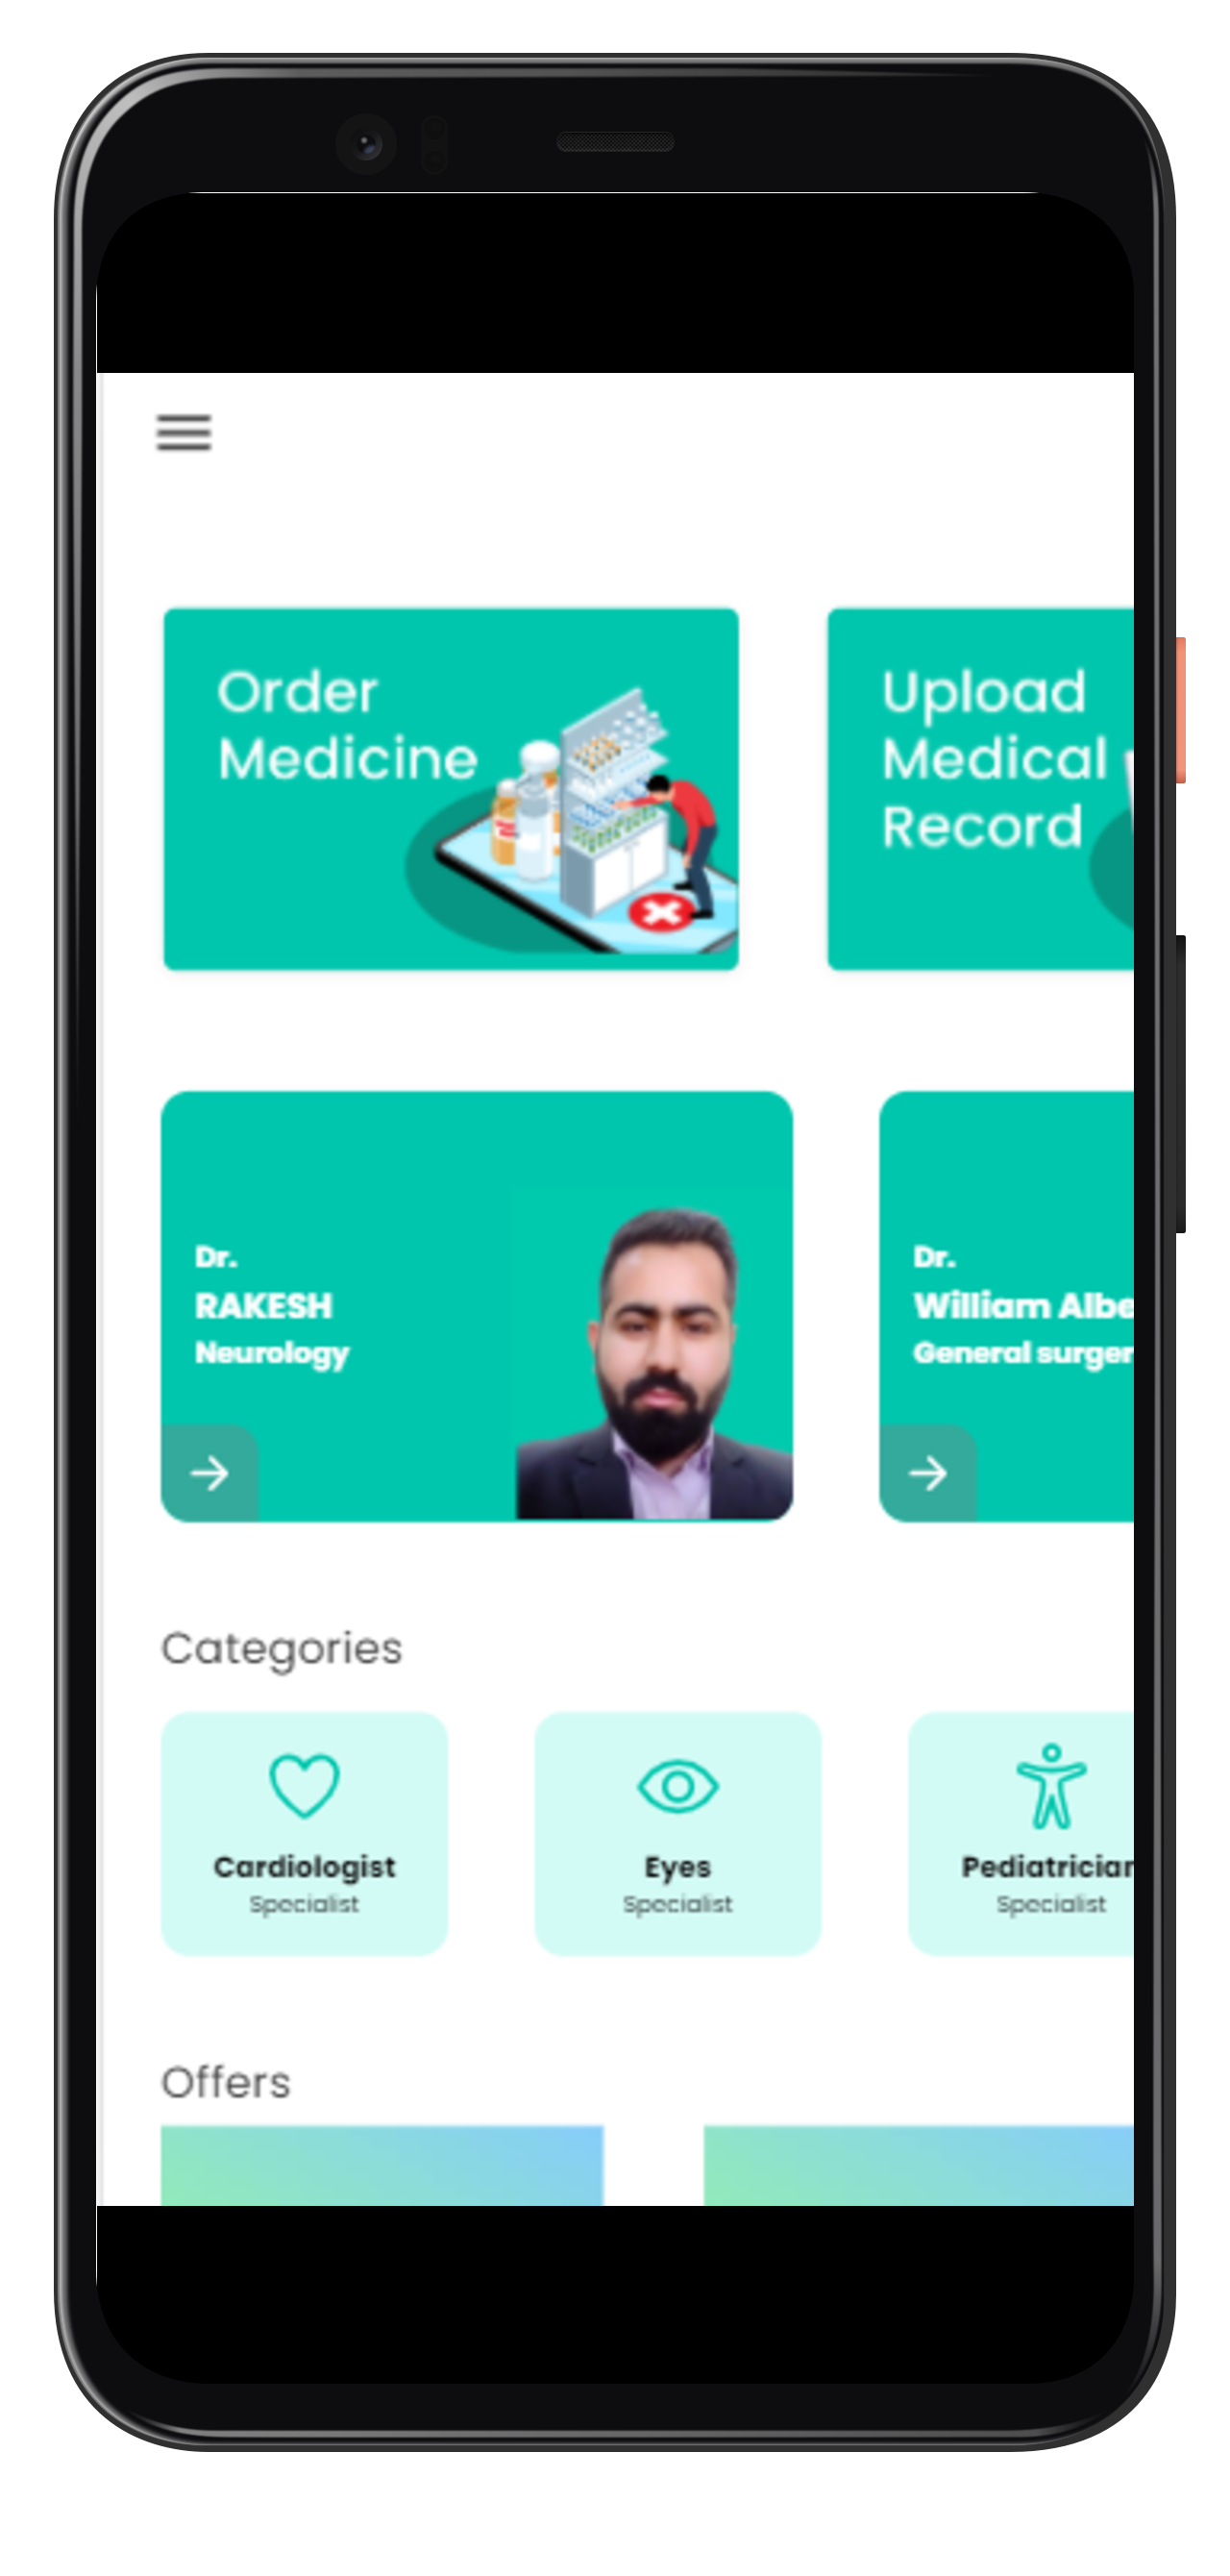 Order
Medicine
Upload
Medical
Record
Dr.
RAKESH
Neurology
Dr.
William Albe
General surger
Categories
Cardiologist
Specialist
Eyes
Specialist
Pediatrician
Specialist
Offers